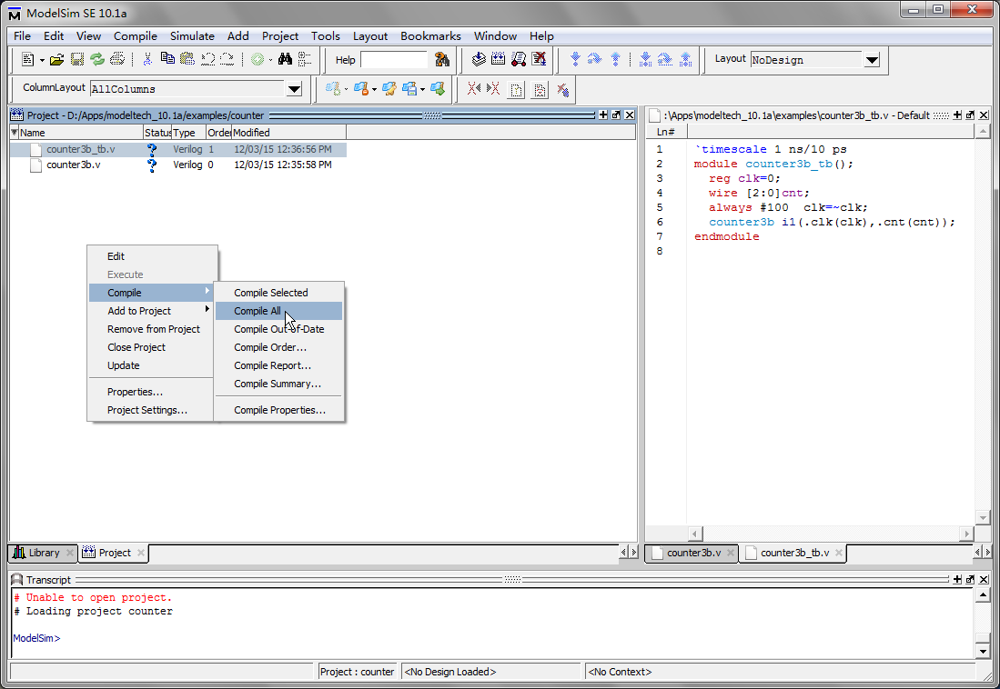 ModelSim SE 10.1a
File Edit View Compile Simulate Add Project Tools Layout Bookmarks Window Help
Help
Layout NoDesign
ColumnLayout AllColumns
Project - D:/Apps/modeltech_10.1a/examples/counter
Name Status Type Order Modified
counter3b_tb.v Verilog 1 12/03/15 12:36:56 PM
counter3b.v Verilog 0 12/03/15 12:35:58 PM
Edit
Execute
Compile
Add to Project
Remove from Project
Close Project
Update
Properties...
Project Settings...
Compile Selected
Compile All
Compile Out-of-Date
Compile Order...
Compile Report...
Compile Summary...
Compile Properties...
:\Apps\modeltech_10.1a\examples\counter3b_tb.v - Default
Ln#
1 `timescale 1 ns/10 ps
2 module counter3b_tb();
3 reg clk=0;
4 wire [2:0]cnt;
5 always #100 clk=~clk;
6 counter3b i1(.clk(clk),.cnt(cnt));
7 endmodule
8
Library Project
counter3b.v counter3b_tb.v
Transcript
# Unable to open project.
# Loading project counter
ModelSim>
Project : counter <No Design Loaded> <No Context>